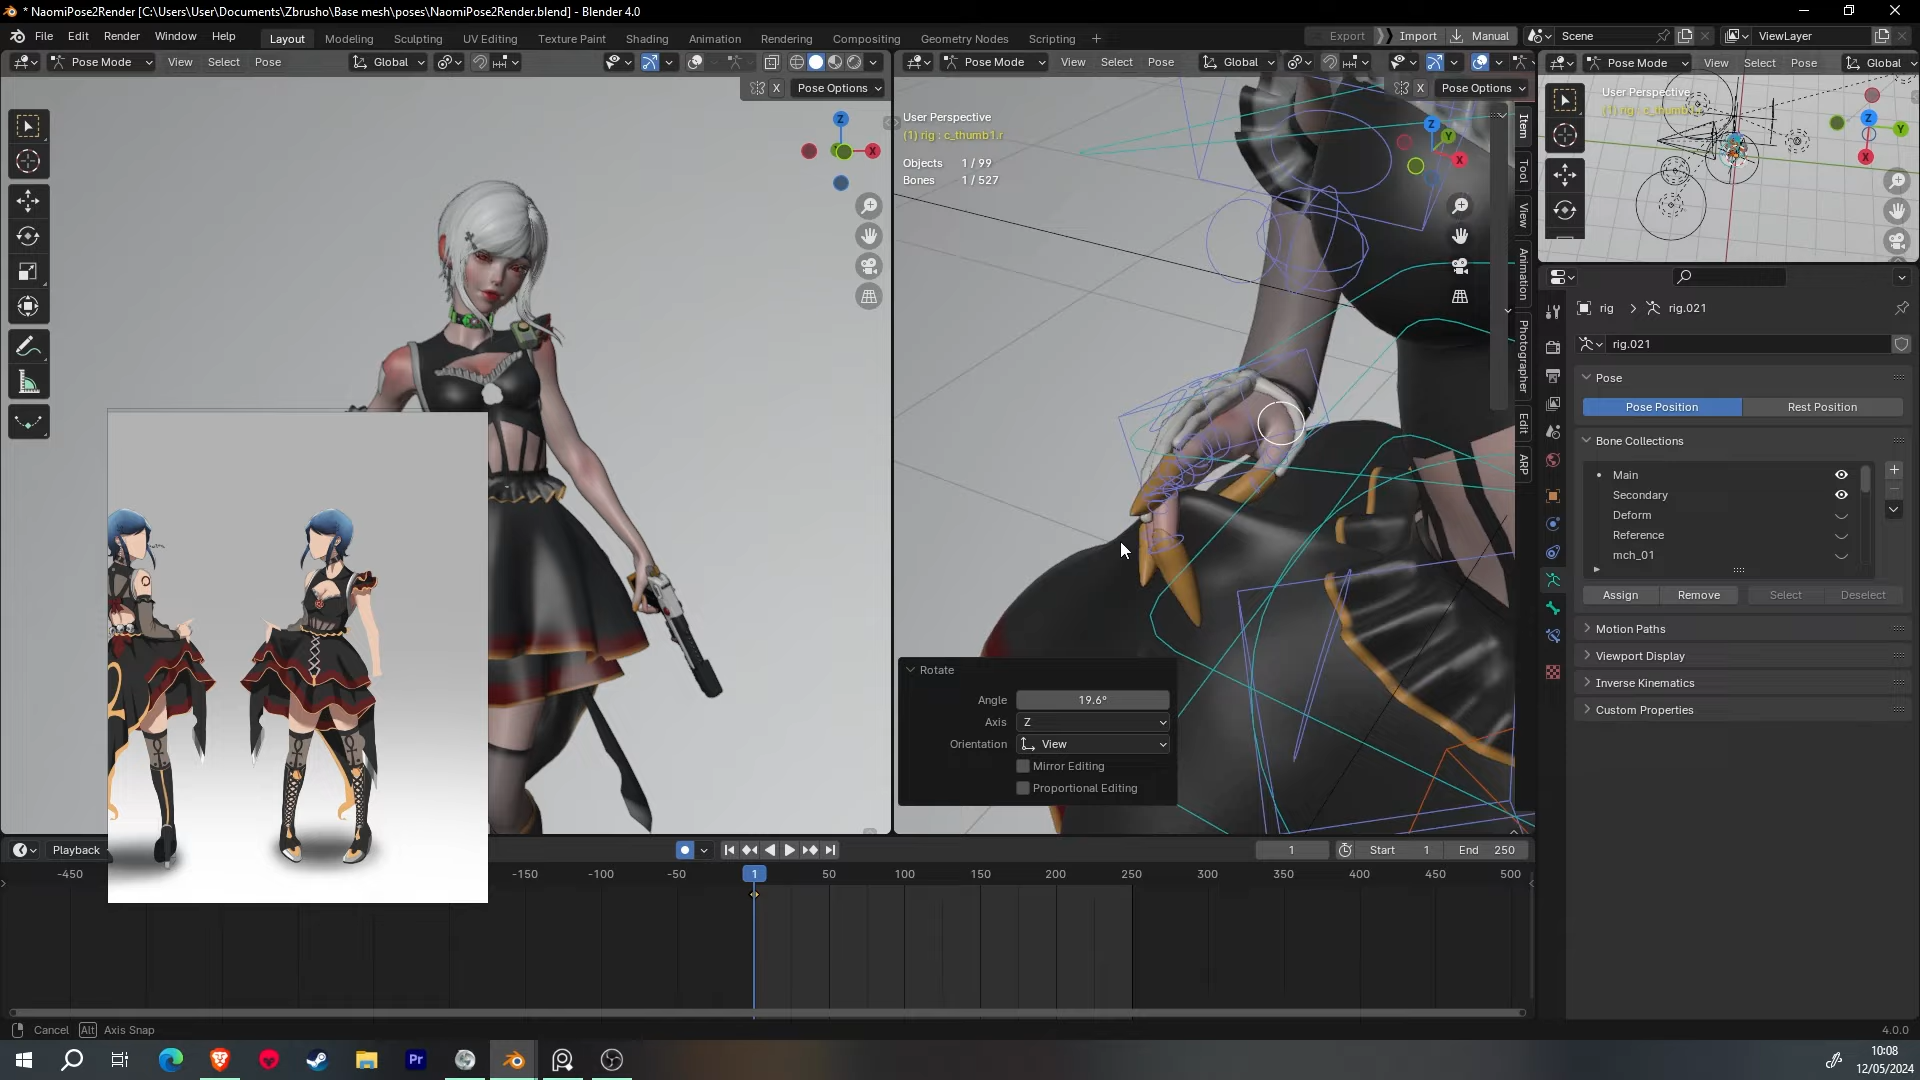 * NaomiPose2Render [C:\Users\User\Documents\Zbrusho\Base mesh\poses\NaomiPose2Render.blend] - Blender 4.0
File Edit Render Window Help Layout Modeling Sculpting UV Editing Texture Paint Shading Animation Rendering Compositing Geometry Nodes Scripting + Export Import Manual Scene ViewLayer
Pose Mode View Select Pose Global
X Pose Options
Z
X
Pose Mode View Select Pose Global
X Pose Options
User Perspective
(1) rig : c_thumb1.r
Objects 1 / 99
Bones 1 / 527
Z
Y
X
Item
Tool
View
Animation
Photographer
Edit
ARP
Rotate
Angle 19.6°
Axis Z
Orientation View
Mirror Editing
Proportional Editing
Pose Mode View Select Pose Global
User Perspective
Z
Y
X
rig rig.021
rig.021
Pose
Pose Position Rest Position
Bone Collections
Main
Secondary
Deform
Reference
mch_01
Assign Remove Select Deselect
Motion Paths
Viewport Display
Inverse Kinematics
Custom Properties
Playback 1 Start 1 End 250
-450 -150 -100 -50 1 50 100 150 200 250 300 350 400 450 500
Cancel Alt Axis Snap 4.0.0
Pr
10:08
12/05/2024